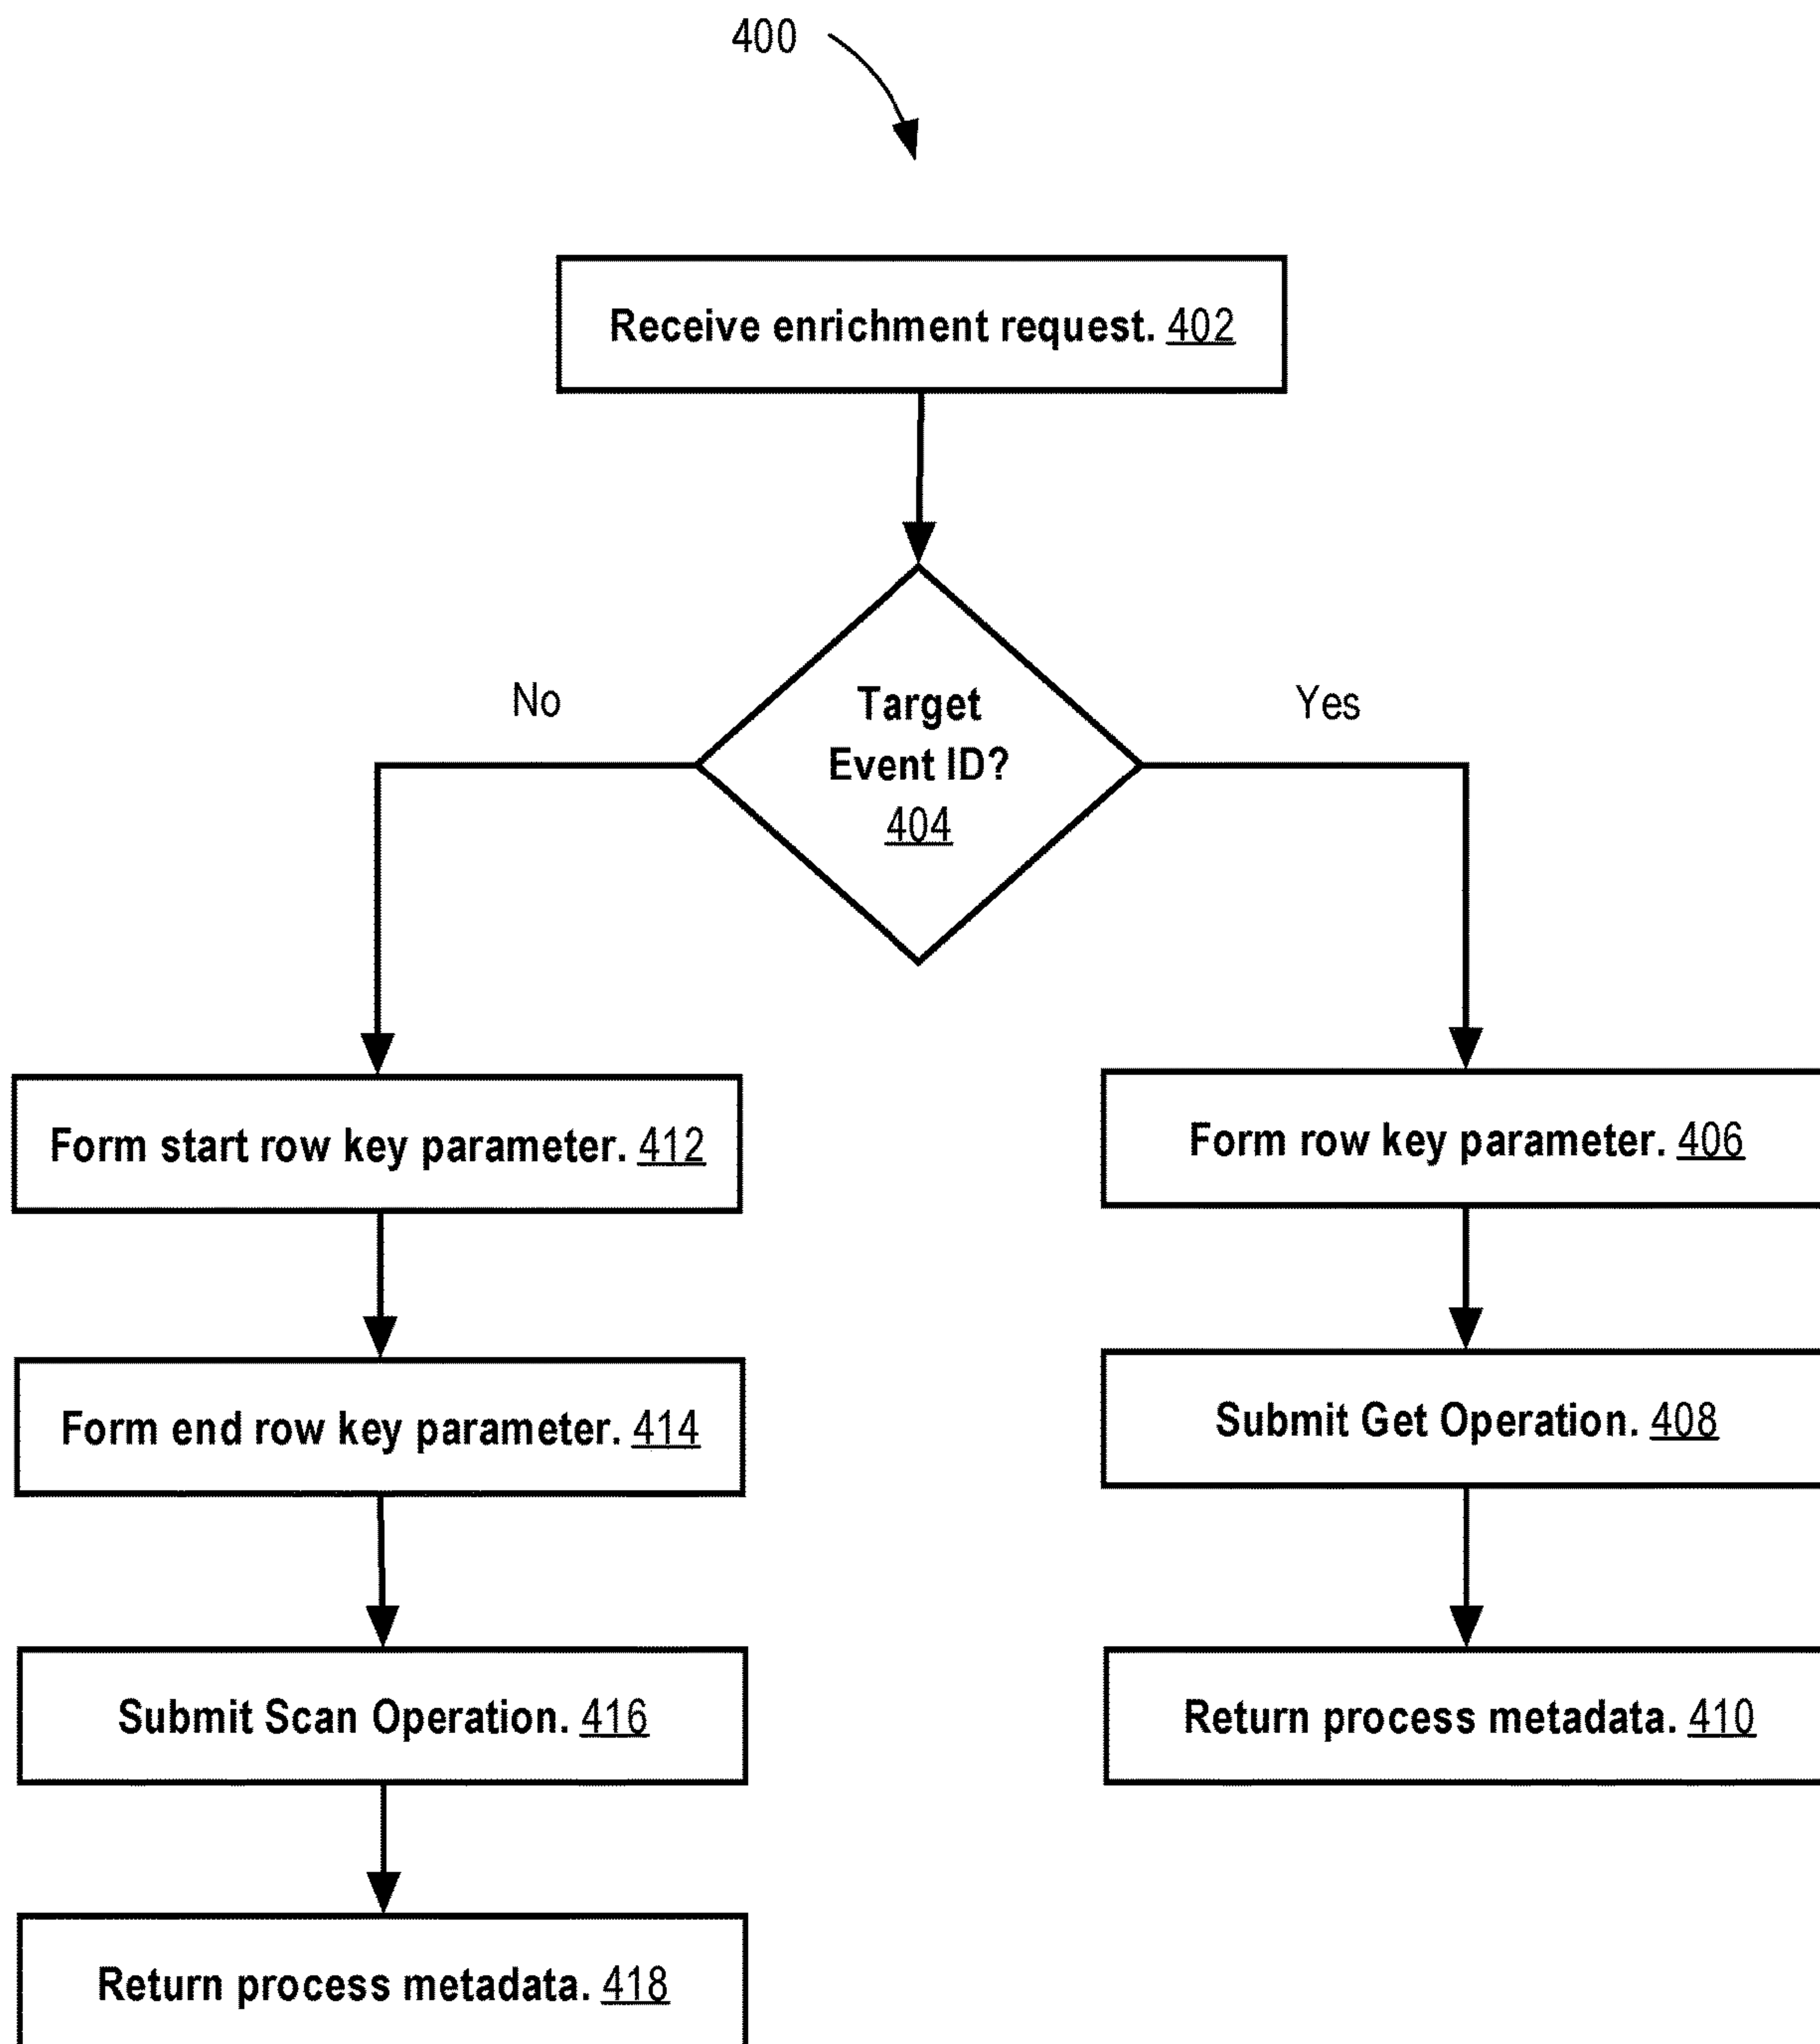 400
Receive enrichment request. 402
Target
Event ID?
404
No
Yes
Form start row key parameter. 412
Form row key parameter. 406
Form end row key parameter. 414
Submit Get Operation. 408
Submit Scan Operation. 416
Return process metadata. 410
Return process metadata. 418